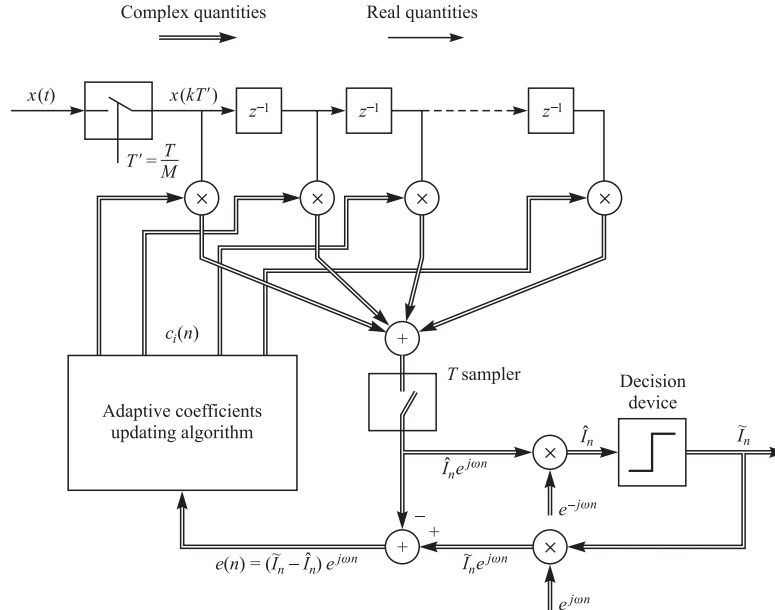 Complex quantities Real quantities
x(t) x(kT′) z⁻¹ z⁻¹ z⁻¹
T′ = T/M
× × × ×
cᵢ(n)
+
T sampler
Adaptive coefficients
updating algorithm
Decision
device
Îₙe^{jωn} × Îₙ Ĩₙ
e^{−jωn}
− +
e(n) = (Ĩₙ − Îₙ) e^{jωn} + Ĩₙe^{jωn} ×
e^{jωn}